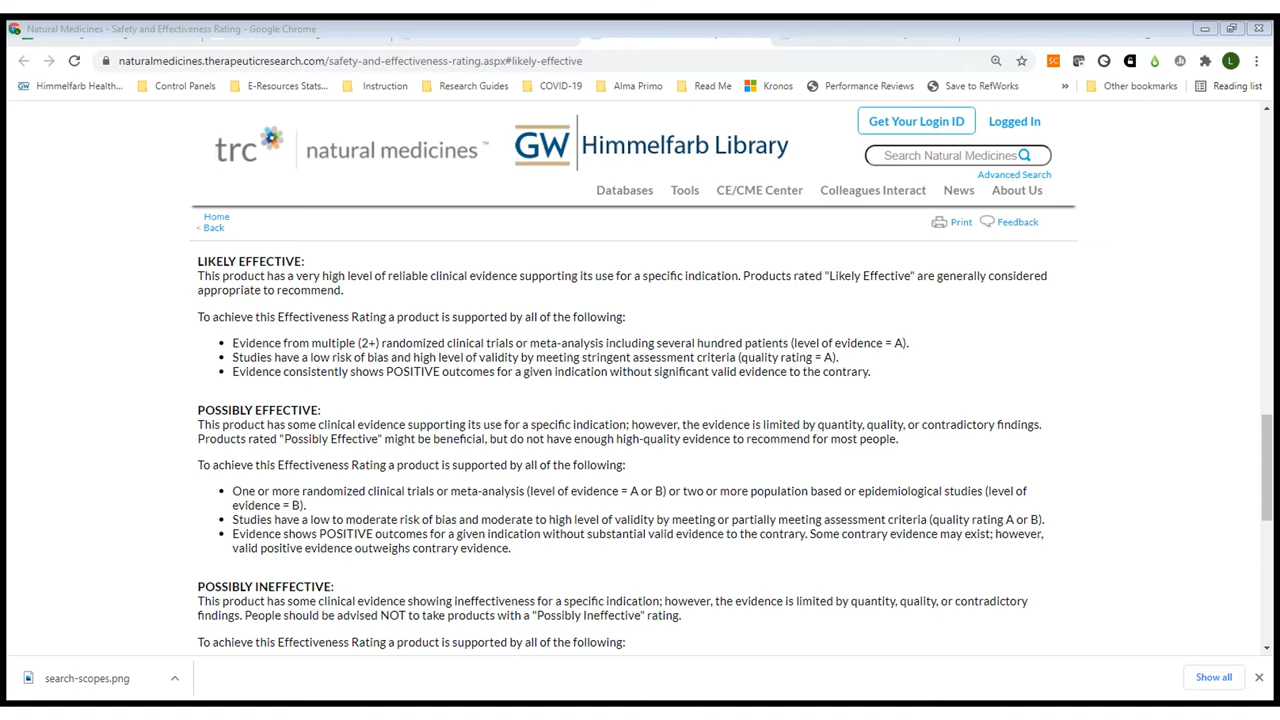 Natural Medicines - Safety and Effectiveness Rating - Google Chrome
naturalmedicines.therapeuticresearch.com/safety-and-effectiveness-rating.aspx#likely-effective
SC
L
GW Himmelfarb Health... Control Panels E-Resources Stats... Instruction Research Guides COVID-19 Alma Primo Read Me Kronos Performance Reviews Save to RefWorks » Other bookmarks Reading list
Get Your Login ID Logged In
trc natural medicines™ GW Himmelfarb Library
Search Natural Medicines
Advanced Search
Databases Tools CE/CME Center Colleagues Interact News About Us
Home
< Back
Print Feedback
LIKELY EFFECTIVE:
This product has a very high level of reliable clinical evidence supporting its use for a specific indication. Products rated "Likely Effective" are generally considered
appropriate to recommend.
To achieve this Effectiveness Rating a product is supported by all of the following:
• Evidence from multiple (2+) randomized clinical trials or meta-analysis including several hundred patients (level of evidence = A).
• Studies have a low risk of bias and high level of validity by meeting stringent assessment criteria (quality rating = A).
• Evidence consistently shows POSITIVE outcomes for a given indication without significant valid evidence to the contrary.
POSSIBLY EFFECTIVE:
This product has some clinical evidence supporting its use for a specific indication; however, the evidence is limited by quantity, quality, or contradictory findings.
Products rated "Possibly Effective" might be beneficial, but do not have enough high-quality evidence to recommend for most people.
To achieve this Effectiveness Rating a product is supported by all of the following:
• One or more randomized clinical trials or meta-analysis (level of evidence = A or B) or two or more population based or epidemiological studies (level of
evidence = B).
• Studies have a low to moderate risk of bias and moderate to high level of validity by meeting or partially meeting assessment criteria (quality rating A or B).
• Evidence shows POSITIVE outcomes for a given indication without substantial valid evidence to the contrary. Some contrary evidence may exist; however,
valid positive evidence outweighs contrary evidence.
POSSIBLY INEFFECTIVE:
This product has some clinical evidence showing ineffectiveness for a specific indication; however, the evidence is limited by quantity, quality, or contradictory
findings. People should be advised NOT to take products with a "Possibly Ineffective" rating.
To achieve this Effectiveness Rating a product is supported by all of the following:
search-scopes.png
Show all